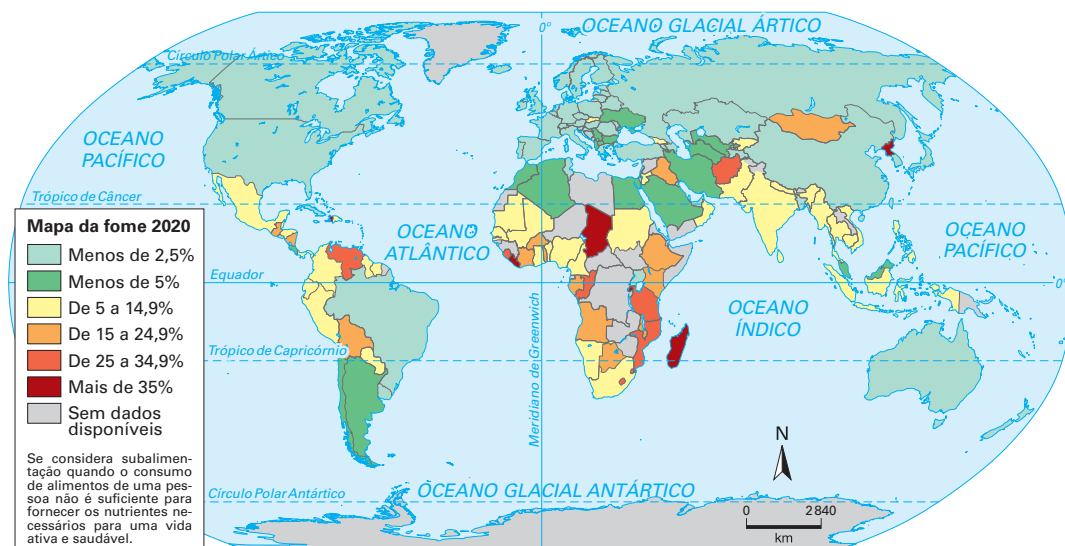 OCEANO GLACIAL ÁRTICO
0°
Círculo Polar Ártico
OCEANO
PACÍFICO
Trópico de Câncer
OCEANO
ATLÂNTICO
OCEANO
PACÍFICO
Equador
0°
OCEANO
ÍNDICO
Meridiano de Greenwich
Trópico de Capricórnio
Mapa da fome 2020
Menos de 2,5%
Menos de 5%
De 5 a 14,9%
De 15 a 24,9%
De 25 a 34,9%
Mais de 35%
Sem dados
disponíveis
Se considera subalimen-
tação quando o consumo
de alimentos de uma pes-
soa não é suficiente para
fornecer os nutrientes ne-
cessários para uma vida
ativa e saudável.
N
Círculo Polar Antártico
OCEANO GLACIAL ANTÁRTICO
0 2 840
km